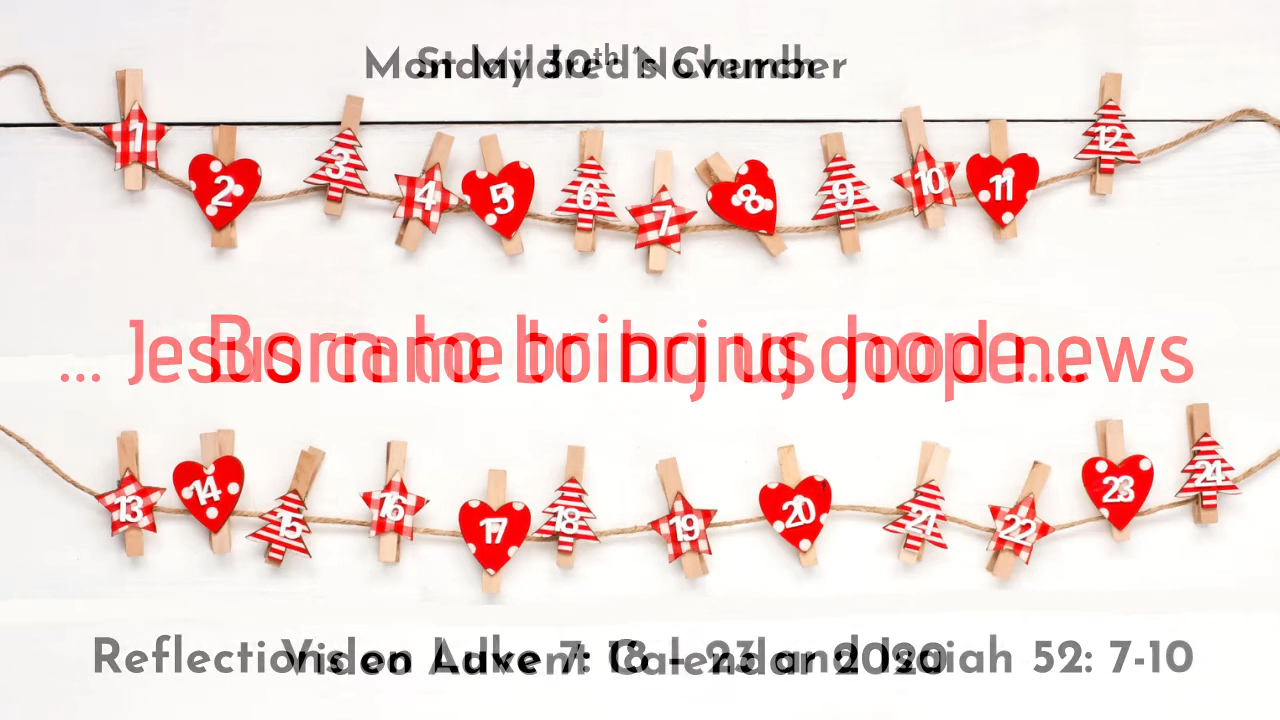 St Mildred's Church
Monday 30th November
1 2 3 4 5 6 7 8 9 10 11 12
Born to bring us hope...
... Jesus came to bring good news
13 14 15 16 17 18 19 20 21 22 23 24
Video Advent Calendar 2020
Reflections on Luke 7: 18 - 23 and Isaiah 52: 7-10